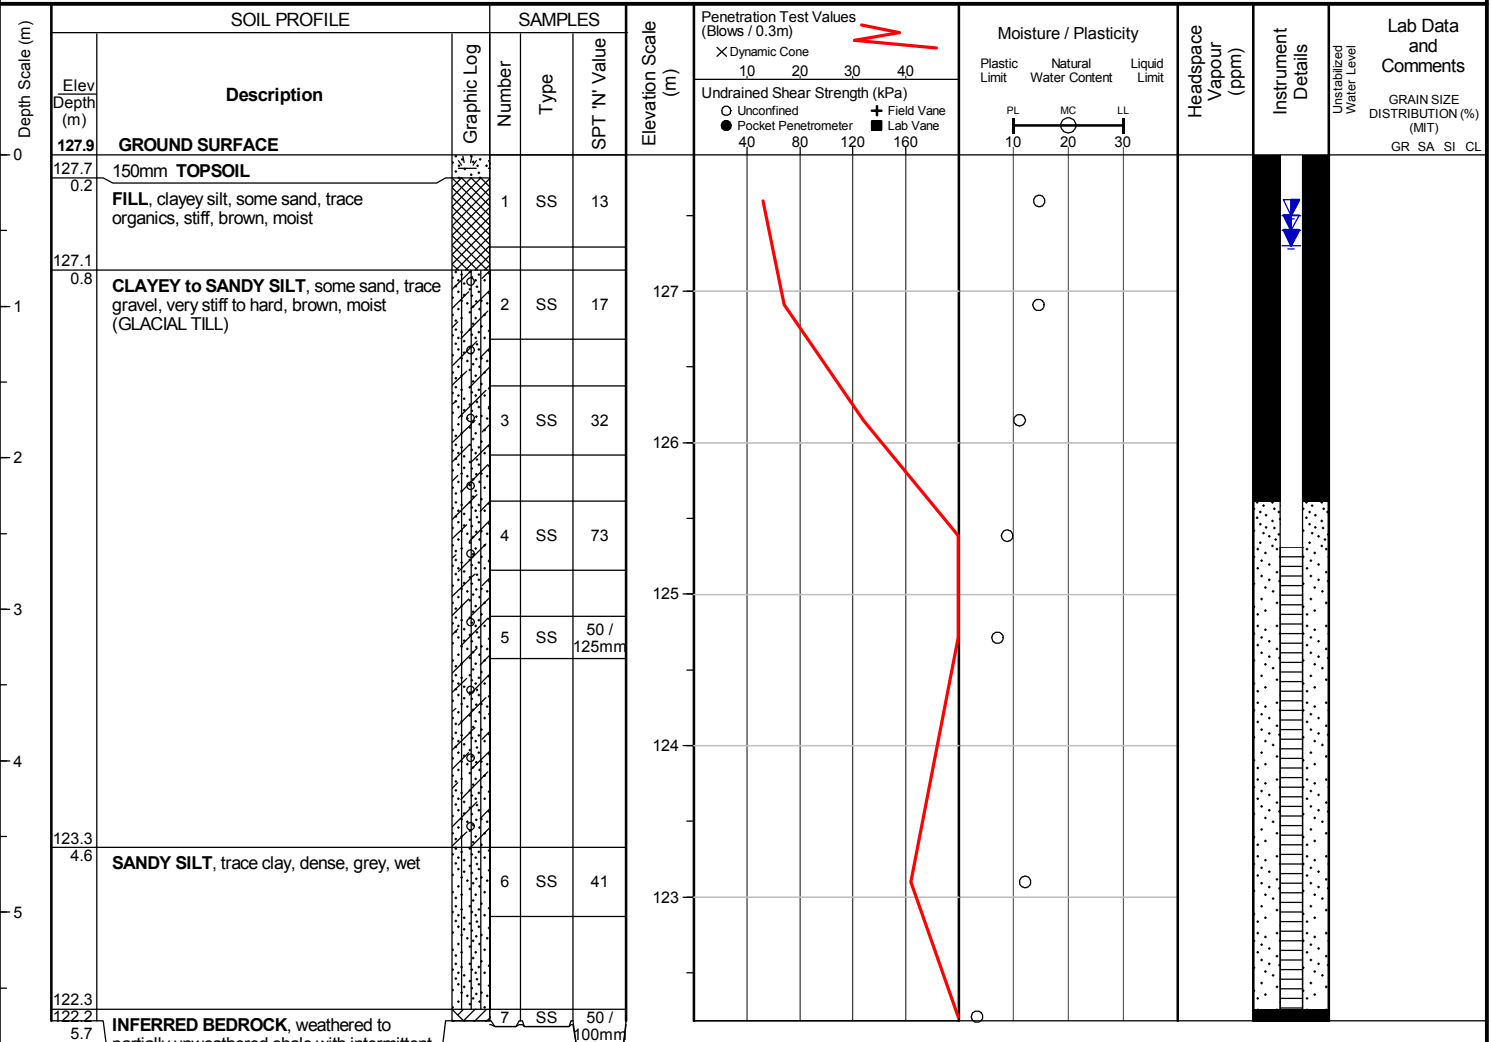 SOIL PROFILE
SAMPLES
Depth Scale (m)
Elev
Depth
(m)
Description
Graphic Log
Number
Type
SPT 'N' Value
Elevation Scale
(m)
Penetration Test Values
(Blows / 0.3m)
X Dynamic Cone
10 20 30 40
Undrained Shear Strength (kPa)
Unconfined
Field Vane
Pocket Penetrometer
Lab Vane
40 80 120 160
Moisture / Plasticity
Plastic
Limit
Natural
Water Content
Liquid
Limit
PL MC LL
10 20 30
Headspace
Vapour
(ppm)
Instrument
Details
Unstabilized
Water Level
Lab Data
and
Comments
GRAIN SIZE
DISTRIBUTION (%)
(MIT)
GR SA SI CL
127.9 GROUND SURFACE
0
127.7 150mm TOPSOIL
0.2
FILL, clayey silt, some sand, trace
organics, stiff, brown, moist
1 SS 13
127.1
0.8
CLAYEY to SANDY SILT, some sand, trace
gravel, very stiff to hard, brown, moist
(GLACIAL TILL)
1
2 SS 17
127
3 SS 32
126
2
4 SS 73
125
3
5 SS 50 /
125mm
124
4
123.3
4.6
SANDY SILT, trace clay, dense, grey, wet
6 SS 41
123
5
122.3
122.2
5.7
INFERRED BEDROCK, weathered to
partially unweathered shale with intermittent
7 SS 50 /
100mm